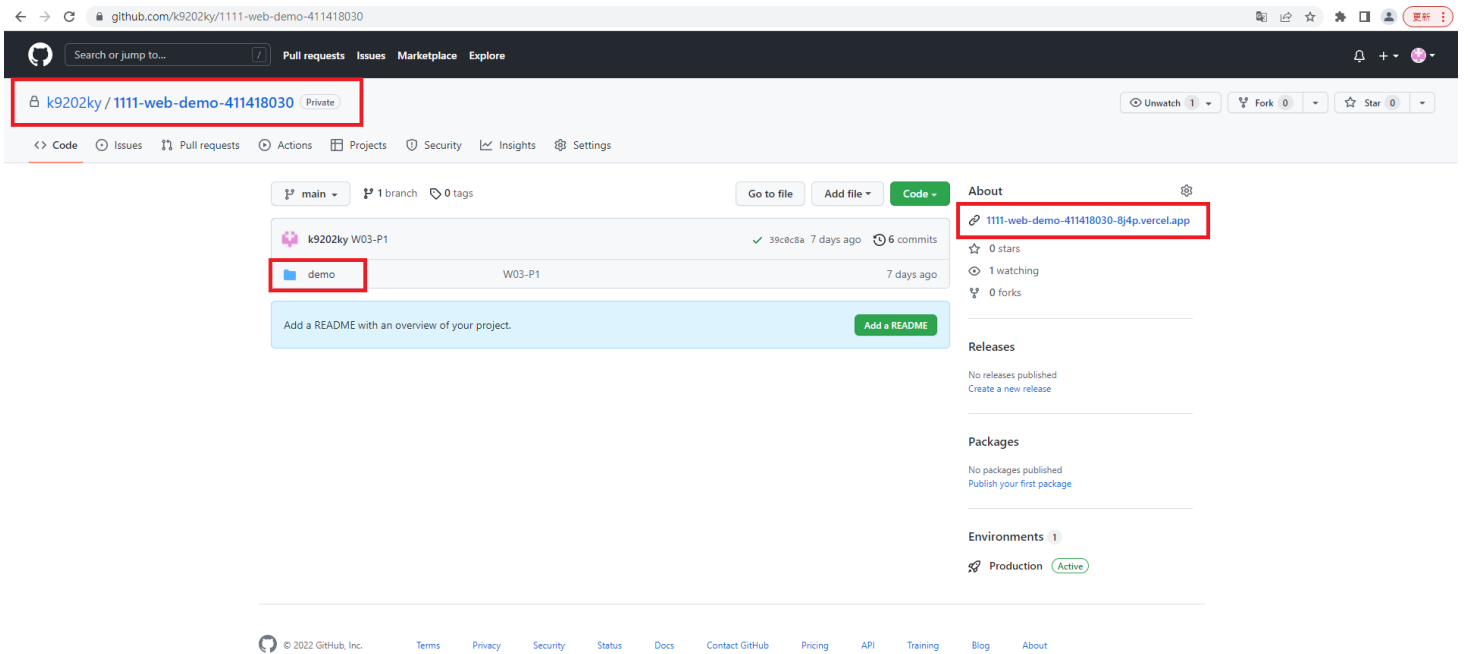 github.com/k9202ky/1111-web-demo-411418030
更新
Search or jump to... /
Pull requests Issues Marketplace Explore
k9202ky / 1111-web-demo-411418030 Private
Unwatch 1 Fork 0 Star 0
Code Issues Pull requests Actions Projects Security Insights Settings
main 1 branch 0 tags Go to file Add file Code
k9202ky W03-P1 39c0c8a 7 days ago 6 commits
demo W03-P1 7 days ago
Add a README with an overview of your project. Add a README
About
1111-web-demo-411418030-8j4p.vercel.app
0 stars
1 watching
0 forks
Releases
No releases published
Create a new release
Packages
No packages published
Publish your first package
Environments 1
Production Active
© 2022 GitHub, Inc. Terms Privacy Security Status Docs Contact GitHub Pricing API Training Blog About